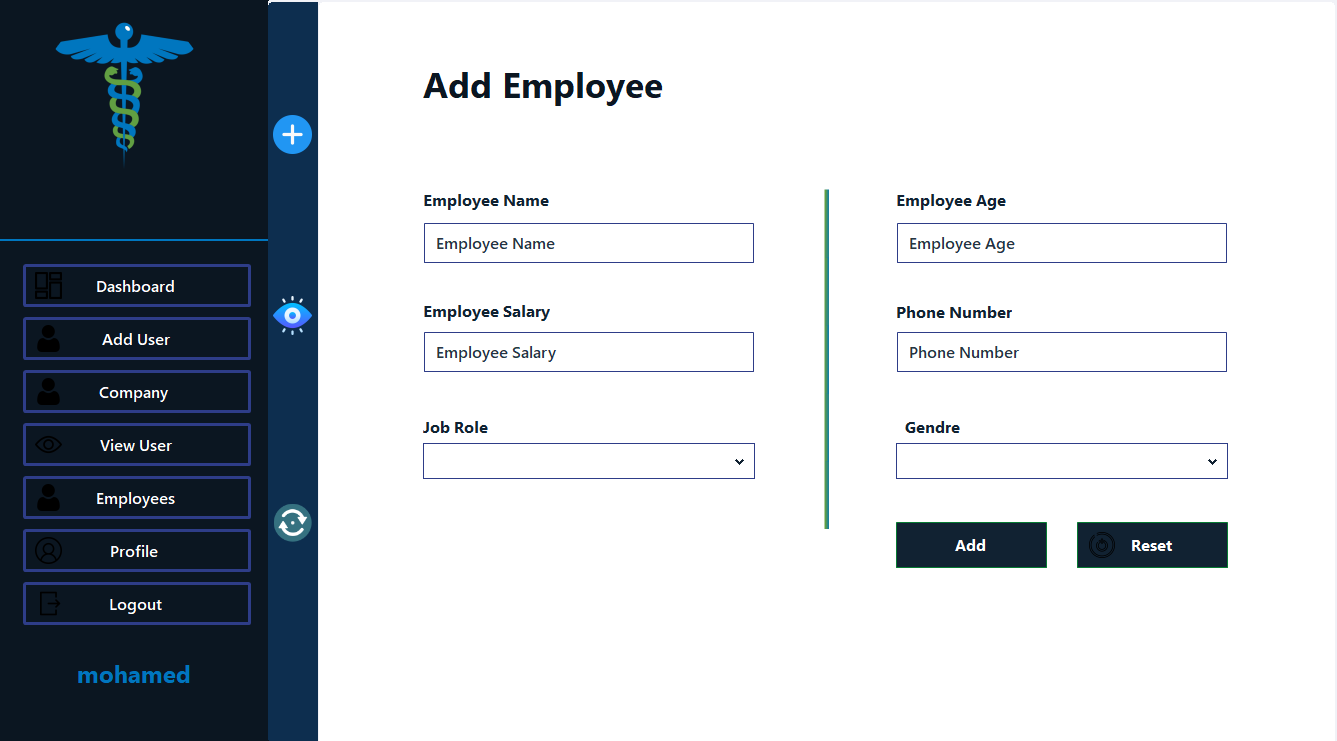 Dashboard
Add User
Company
View User
Employees
Profile
Logout
mohamed
Add Employee
Employee Name
Employee Name
Employee Salary
Employee Salary
Job Role
Employee Age
Employee Age
Phone Number
Phone Number
Gendre
Add
Reset